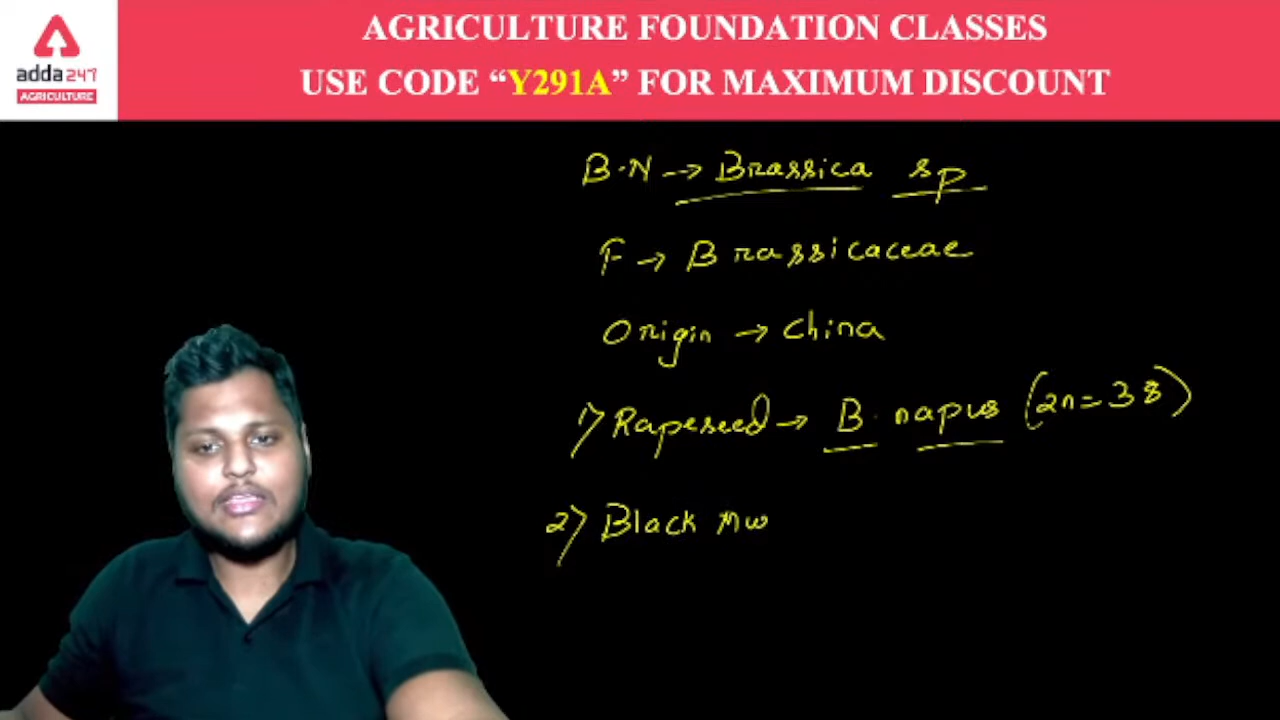 AGRICULTURE FOUNDATION CLASSES
USE CODE “Y291A” FOR MAXIMUM DISCOUNT
adda247
AGRICULTURE
B.N → Brassica sp
F → Brassicaceae
Origin → China
1) Rapeseed → B. napus (2n=38)
2) Black Mu